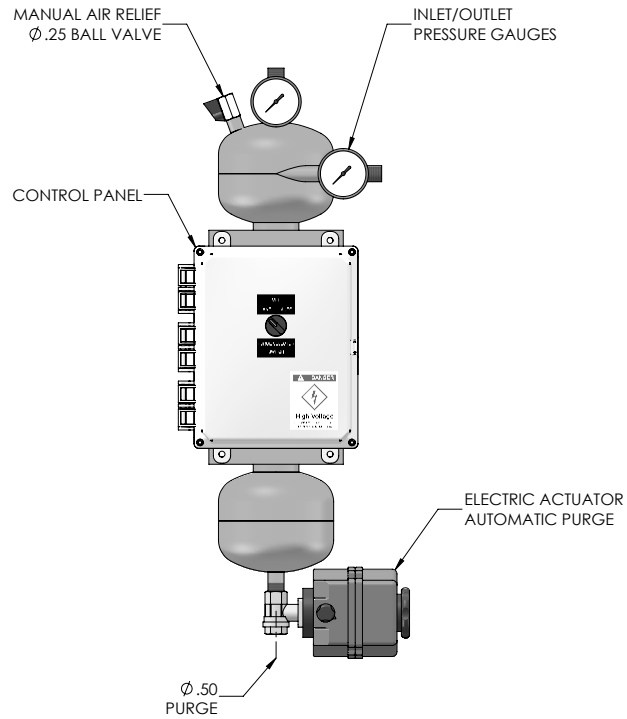 MANUAL AIR RELIEF
Ø.25 BALL VALVE
INLET/OUTLET
PRESSURE GAUGES
CONTROL PANEL
DANGER
High Voltage
ELECTRIC ACTUATOR
AUTOMATIC PURGE
Ø.50
PURGE